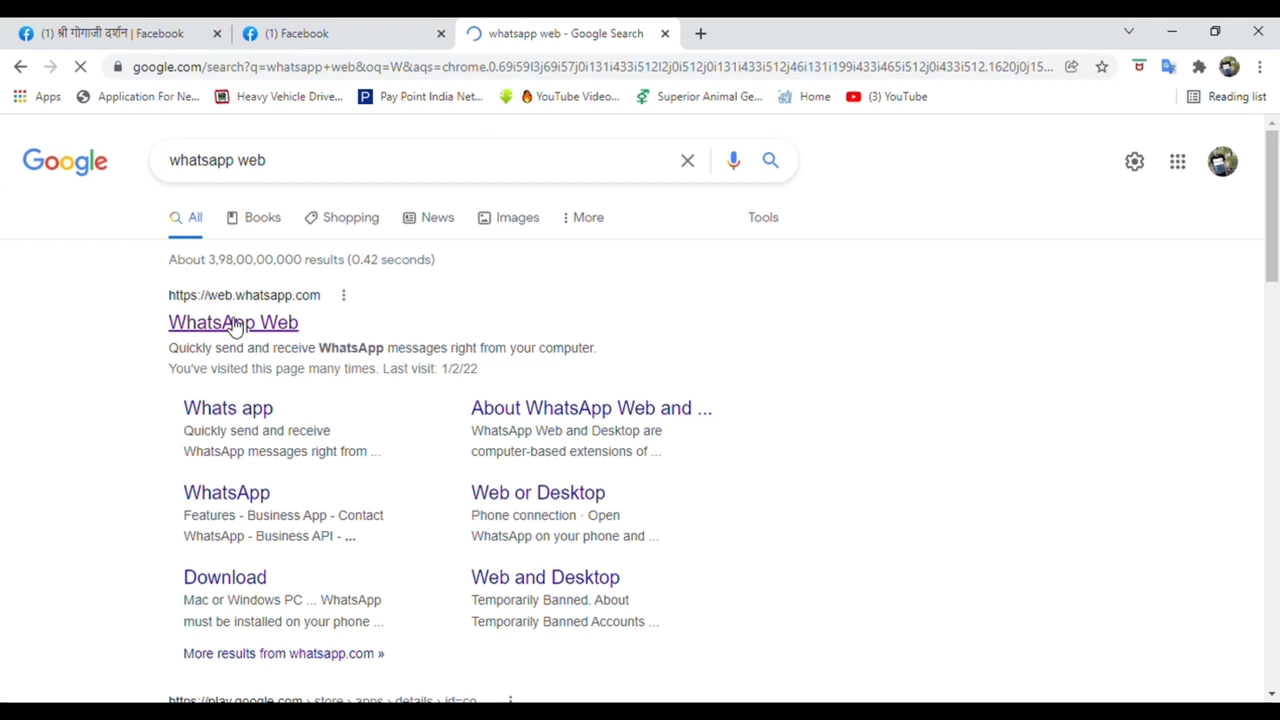 (1) श्री गोगाजी दर्शन | Facebook
(1) Facebook
whatsapp web - Google Search
google.com/search?q=whatsapp+web&oq=W&aqs=chrome.0.69i59l3j69i57j0i131i433i512l2j0i512j0i131i433i512j46i131i199i433i465i512j0i433i512.1620j0j15...
Apps
Application For Ne...
Heavy Vehicle Drive...
Pay Point India Net...
YouTube Video...
Superior Animal Ge...
Home
(3) YouTube
Reading list
Google
whatsapp web
All
Books
Shopping
News
Images
More
Tools
About 3,98,00,00,000 results (0.42 seconds)
https://web.whatsapp.com
WhatsApp Web
Quickly send and receive WhatsApp messages right from your computer.
You've visited this page many times. Last visit: 1/2/22
Whats app
Quickly send and receive
WhatsApp messages right from ...
About WhatsApp Web and ...
WhatsApp Web and Desktop are
computer-based extensions of ...
WhatsApp
Features - Business App - Contact
WhatsApp - Business API - ...
Web or Desktop
Phone connection · Open
WhatsApp on your phone and ...
Download
Mac or Windows PC ... WhatsApp
must be installed on your phone ...
Web and Desktop
Temporarily Banned. About
Temporarily Banned Accounts ...
More results from whatsapp.com »
https://play.google.com › store › apps › details › id=co...